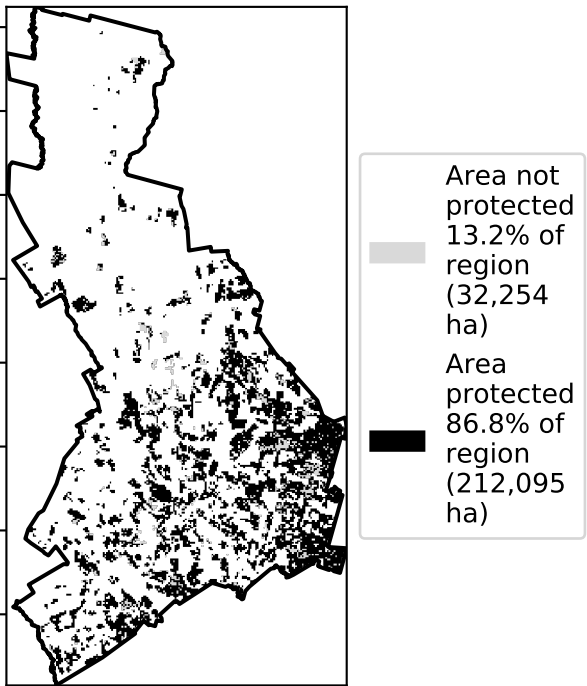 Area not
protected
13.2% of
region
(32,254
ha)
Area
protected
86.8% of
region
(212,095
ha)